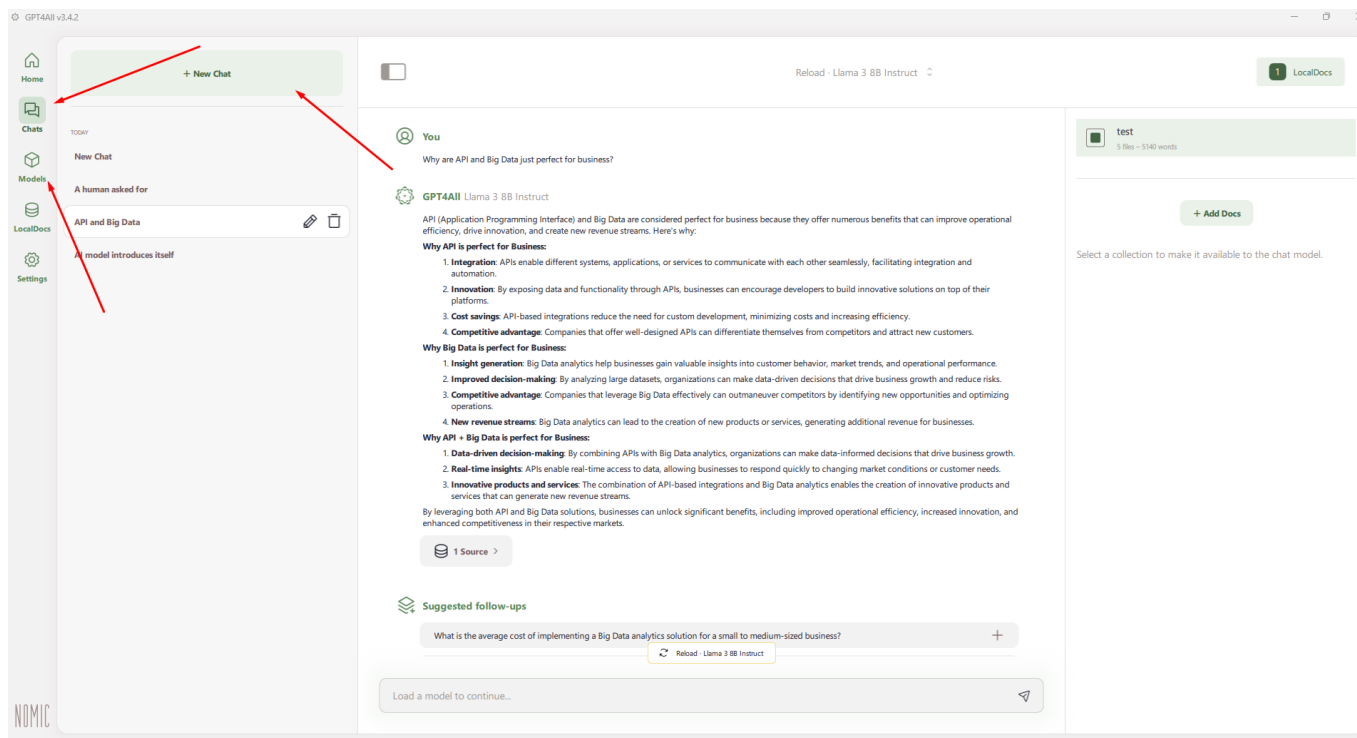 GPT4All v3.4.2
Home
Chats
Models
LocalDocs
Settings
NOMIC
+ New Chat
TODAY
New Chat
A human asked for
API and Big Data
AI model introduces itself
Reload · Llama 3 8B Instruct
1 LocalDocs
You
Why are API and Big Data just perfect for business?
GPT4All Llama 3 8B Instruct
API (Application Programming Interface) and Big Data are considered perfect for business because they offer numerous benefits that can improve operational
efficiency, drive innovation, and create new revenue streams. Here's why:
Why API is perfect for Business:
1. Integration: APIs enable different systems, applications, or services to communicate with each other seamlessly, facilitating integration and
automation.
2. Innovation: By exposing data and functionality through APIs, businesses can encourage developers to build innovative solutions on top of their
platforms.
3. Cost savings: API-based integrations reduce the need for custom development, minimizing costs and increasing efficiency.
4. Competitive advantage: Companies that offer well-designed APIs can differentiate themselves from competitors and attract new customers.
Why Big Data is perfect for Business:
1. Insight generation: Big Data analytics help businesses gain valuable insights into customer behavior, market trends, and operational performance.
2. Improved decision-making: By analyzing large datasets, organizations can make data-driven decisions that drive business growth and reduce risks.
3. Competitive advantage: Companies that leverage Big Data effectively can outmaneuver competitors by identifying new opportunities and optimizing
operations.
4. New revenue streams: Big Data analytics can lead to the creation of new products or services, generating additional revenue for businesses.
Why API + Big Data is perfect for Business:
1. Data-driven decision-making: By combining APIs with Big Data analytics, organizations can make data-informed decisions that drive business growth.
2. Real-time insights: APIs enable real-time access to data, allowing businesses to respond quickly to changing market conditions or customer needs.
3. Innovative products and services: The combination of API-based integrations and Big Data analytics enables the creation of innovative products and
services that can generate new revenue streams.
By leveraging both API and Big Data solutions, businesses can unlock significant benefits, including improved operational efficiency, increased innovation, and
enhanced competitiveness in their respective markets.
1 Source >
Suggested follow-ups
What is the average cost of implementing a Big Data analytics solution for a small to medium-sized business?
Reload · Llama 3 8B Instruct
Load a model to continue...
test
5 files – 5140 words
+ Add Docs
Select a collection to make it available to the chat model.